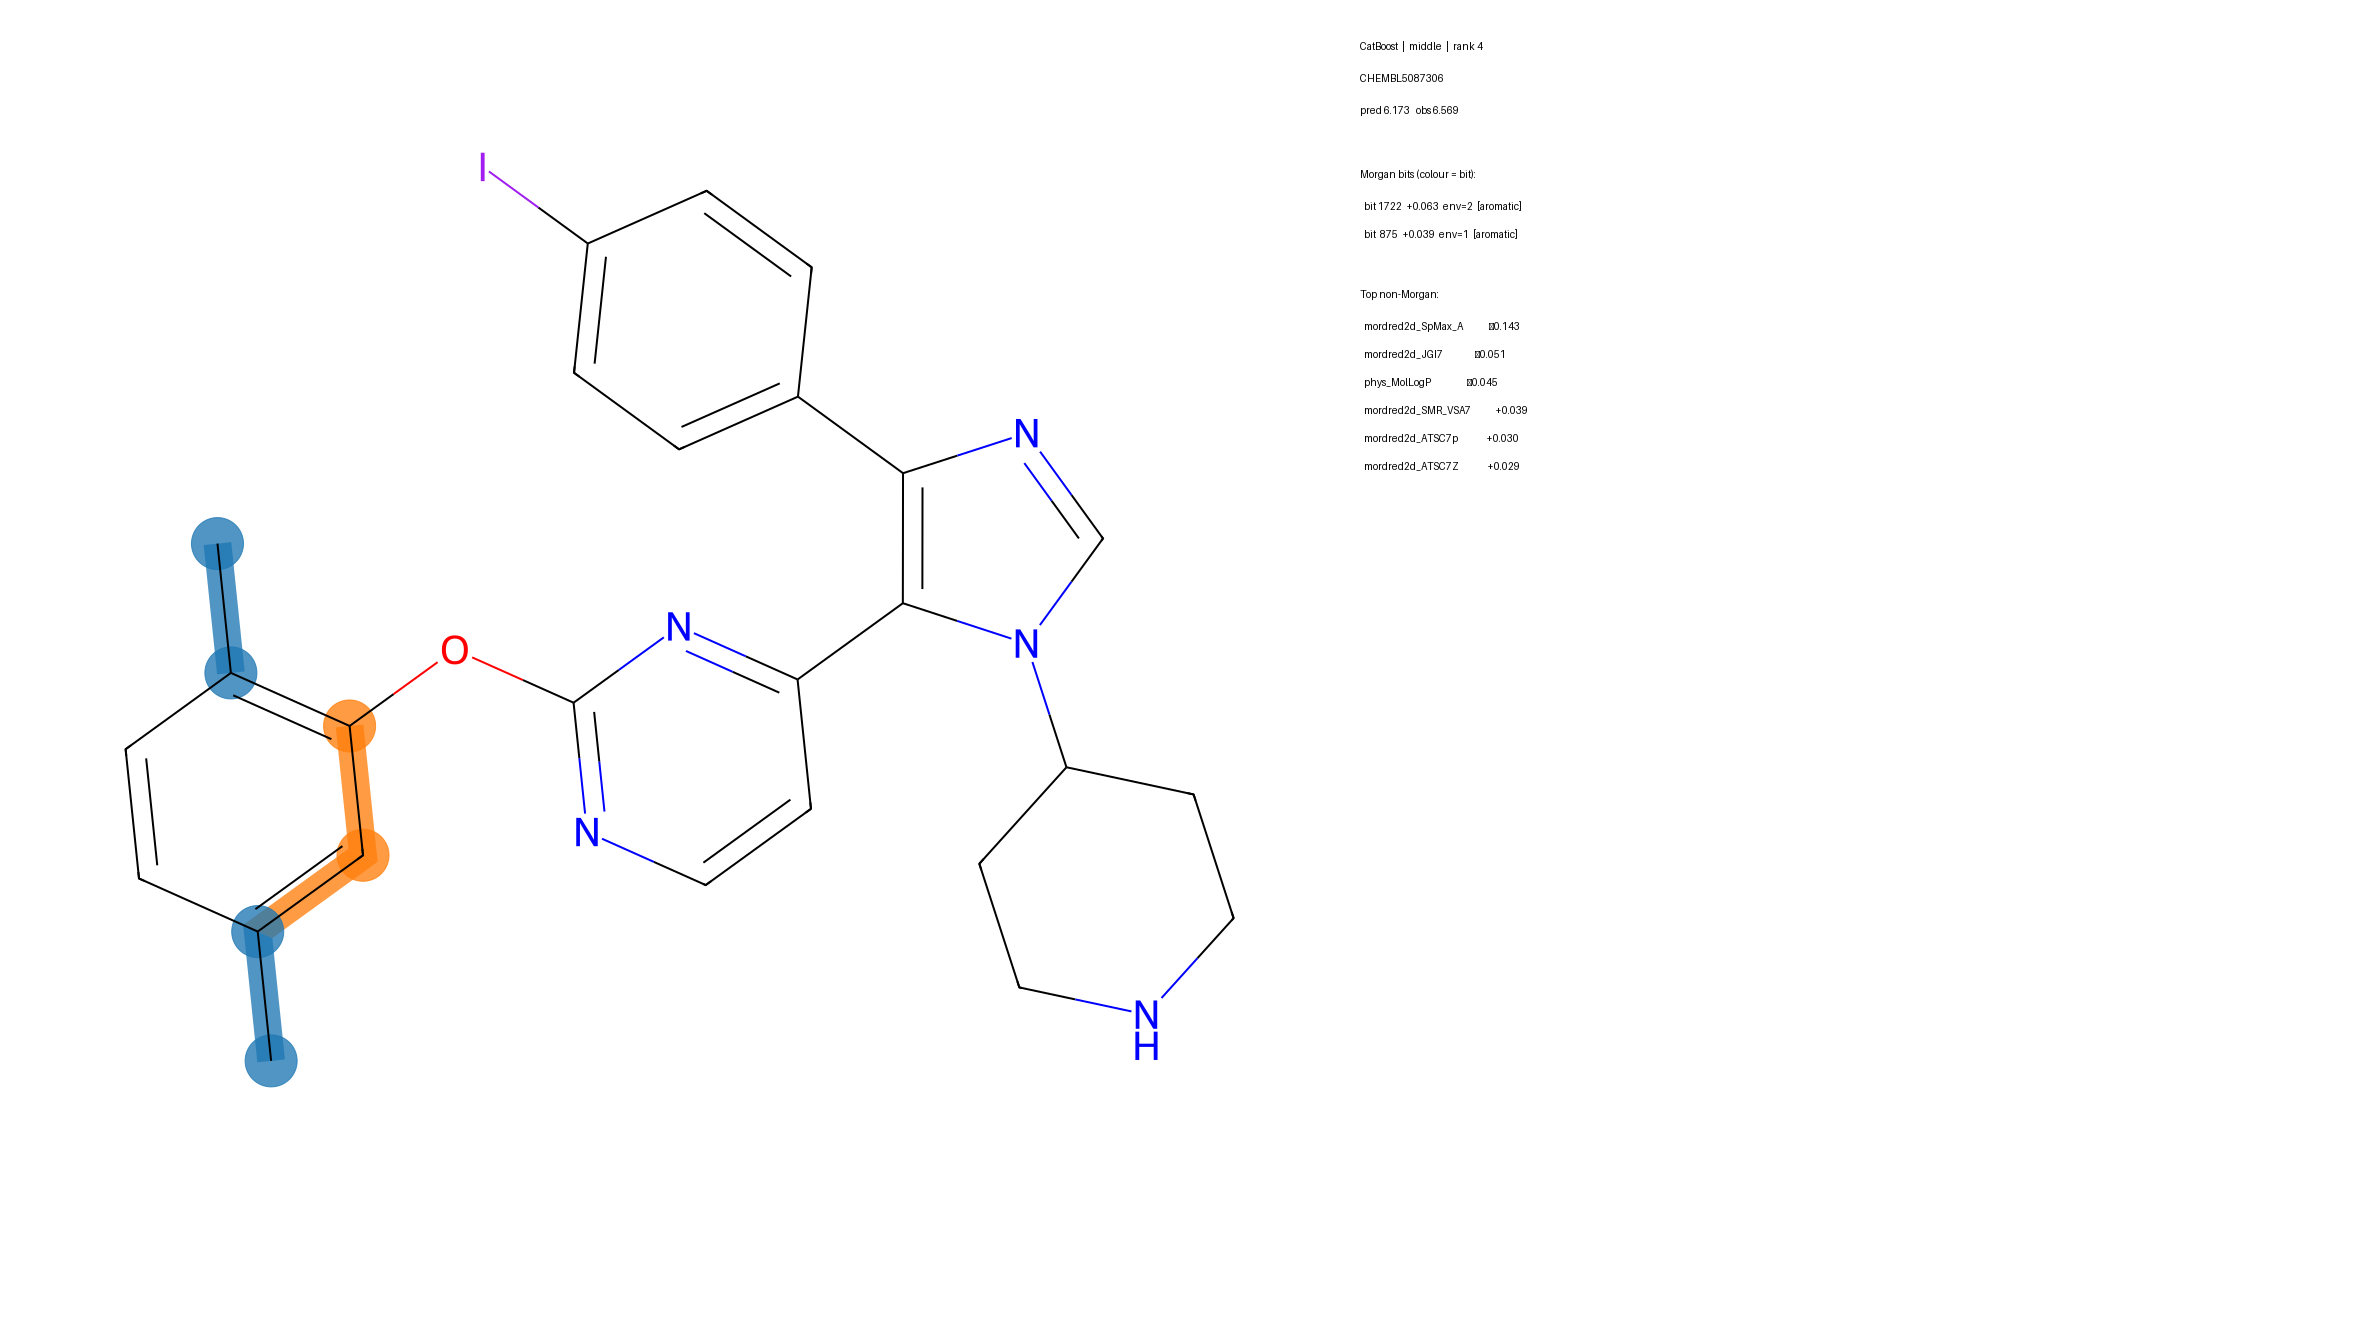 CatBoost | middle | rank 4
CHEMBL5087306
pred 6.173 obs 6.569
Morgan bits (colour = bit):
bit 1722 +0.063 env=2 [aromatic]
bit 875 +0.039 env=1 [aromatic]
Top non-Morgan:
mordred2d_SpMax_A ▯0.143
mordred2d_JGI7 ▯0.051
phys_MolLogP ▯0.045
mordred2d_SMR_VSA7 +0.039
mordred2d_ATSC7p +0.030
mordred2d_ATSC7Z +0.029
I
N
N
O
N
N
N
H